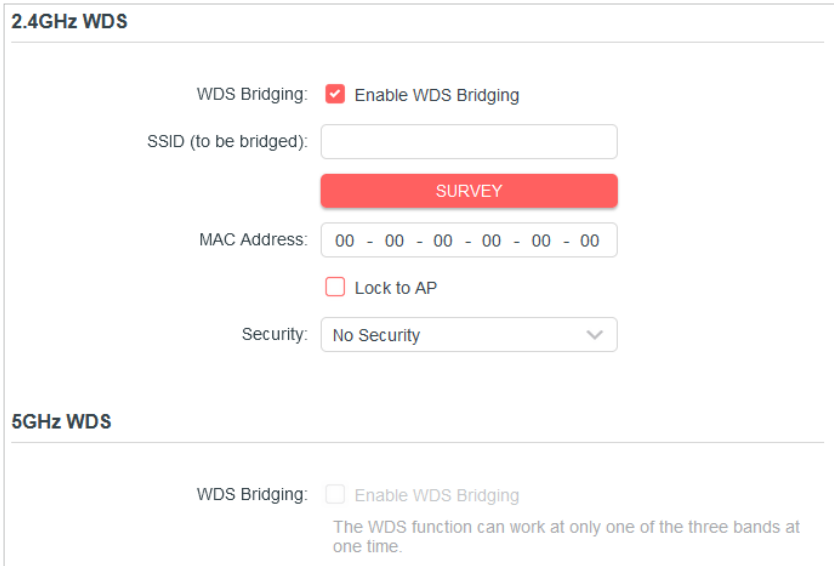 2.4GHz WDS
WDS Bridging: Enable WDS Bridging
SSID (to be bridged):
SURVEY
MAC Address: 00 - 00 - 00 - 00 - 00 - 00
Lock to AP
Security: No Security
5GHz WDS
WDS Bridging: Enable WDS Bridging
The WDS function can work at only one of the three bands at
one time.